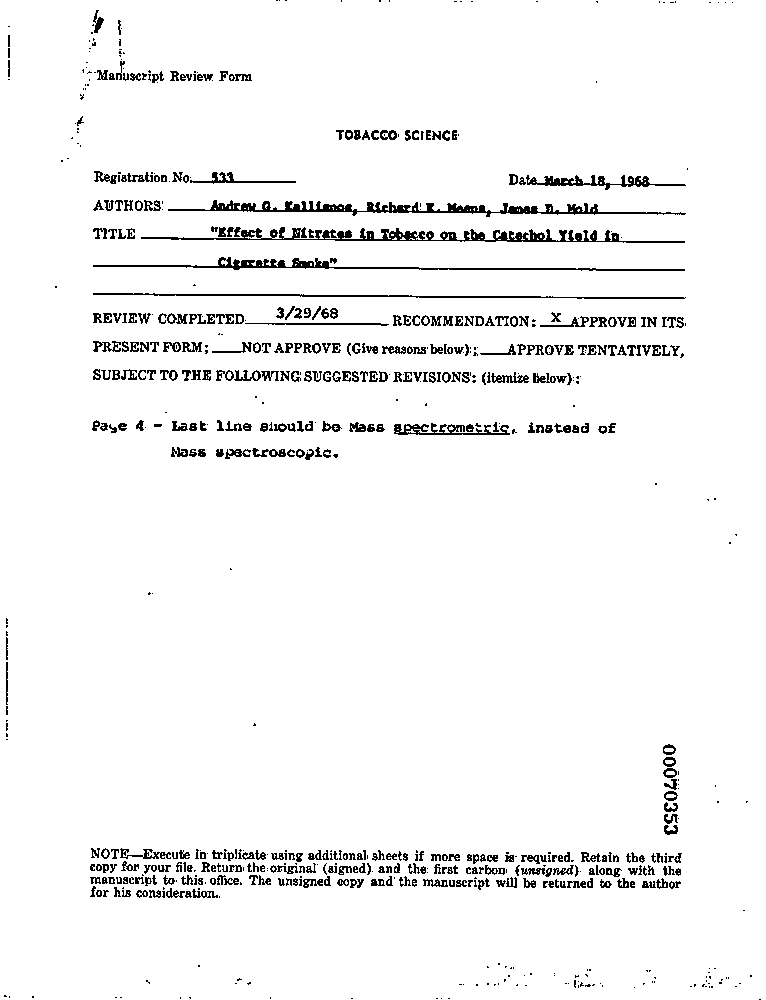 Manuscript Review Form
TOBACCO SCIENCE
Registration No. 533 Date March 18, 1968
AUTHORS Andrew G. Kallianos, Richard E. Means, James D. Mold
TITLE "Effect of Nitrates in Tobacco on the Catechol Yield in
Cigarette Smoke"
REVIEW COMPLETED 3/29/68 RECOMMENDATION: X APPROVE IN ITS
PRESENT FORM; NOT APPROVE (Give reasons below); APPROVE TENTATIVELY,
SUBJECT TO THE FOLLOWING SUGGESTED REVISIONS: (itemize below):
Page 4 - Last line should be Mass spectrometric, instead of
Mass spectroscopic.
00070353
NOTE—Execute in triplicate using additional sheets if more space is required. Retain the third
copy for your file. Return the original (signed) and the first carbon (unsigned) along with the
manuscript to this office. The unsigned copy and the manuscript will be returned to the author
for his consideration.